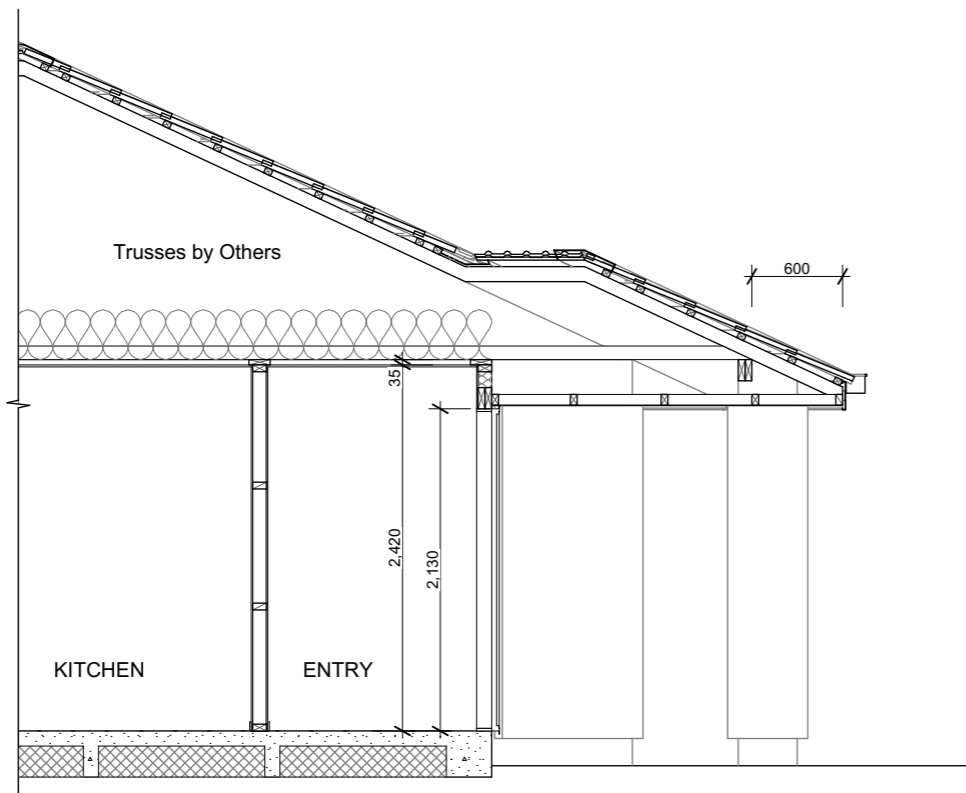 Trusses by Others
600
35
2,420
2,130
KITCHEN
ENTRY